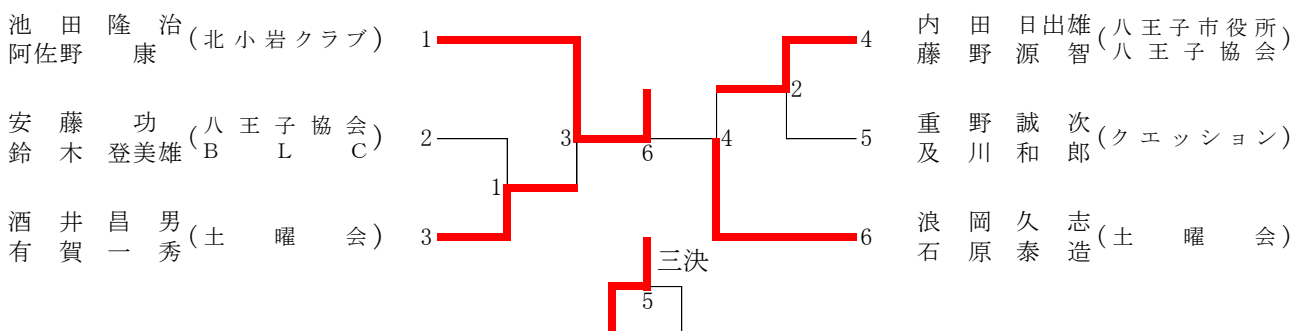 池田隆治
阿佐野康
(北小岩クラブ)
1
安藤功
鈴木登美雄
(八王子協会
BLC)
2
酒井昌男
有賀一秀
(土曜会)
3
1
3
6
4
2
内田日出雄
藤野源智
(八王子市役所
八王子協会)
4
重野誠次
及川和郎
(クエッション)
5
浪岡久志
石原泰造
(土曜会)
6
三決
5